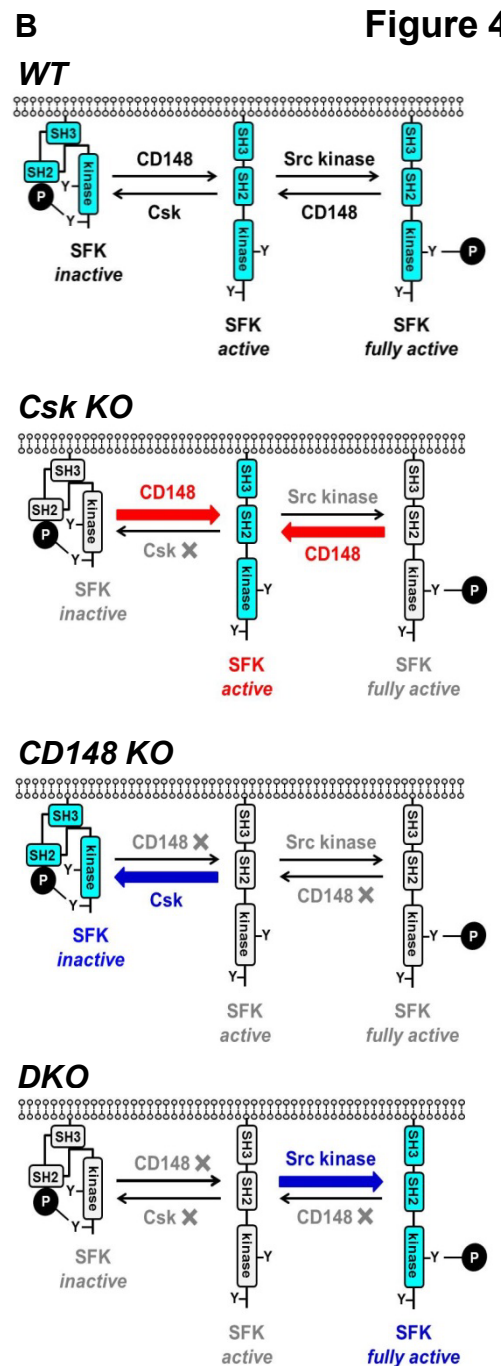 B Figure 4
WT
SH3 SH3 SH3
SH2 kinase CD148 SH2 Src kinase SH2
P Y Csk CD148
Y kinase Y kinase Y P
SFK
inactive
Y Y
SFK SFK
active fully active
Csk KO
SH3 SH3 SH3
SH2 kinase CD148 SH2 Src kinase SH2
P Y Csk CD148
Y kinase Y kinase Y P
SFK
inactive
Y Y
SFK SFK
active fully active
CD148 KO
SH3 SH3 SH3
SH2 kinase CD148 SH2 Src kinase SH2
P Y Csk CD148
Y kinase Y kinase Y P
SFK
inactive
Y Y
SFK SFK
active fully active
DKO
SH3 SH3 SH3
SH2 kinase CD148 SH2 Src kinase SH2
P Y Csk CD148
Y kinase Y kinase Y P
SFK
inactive
Y Y
SFK SFK
active fully active